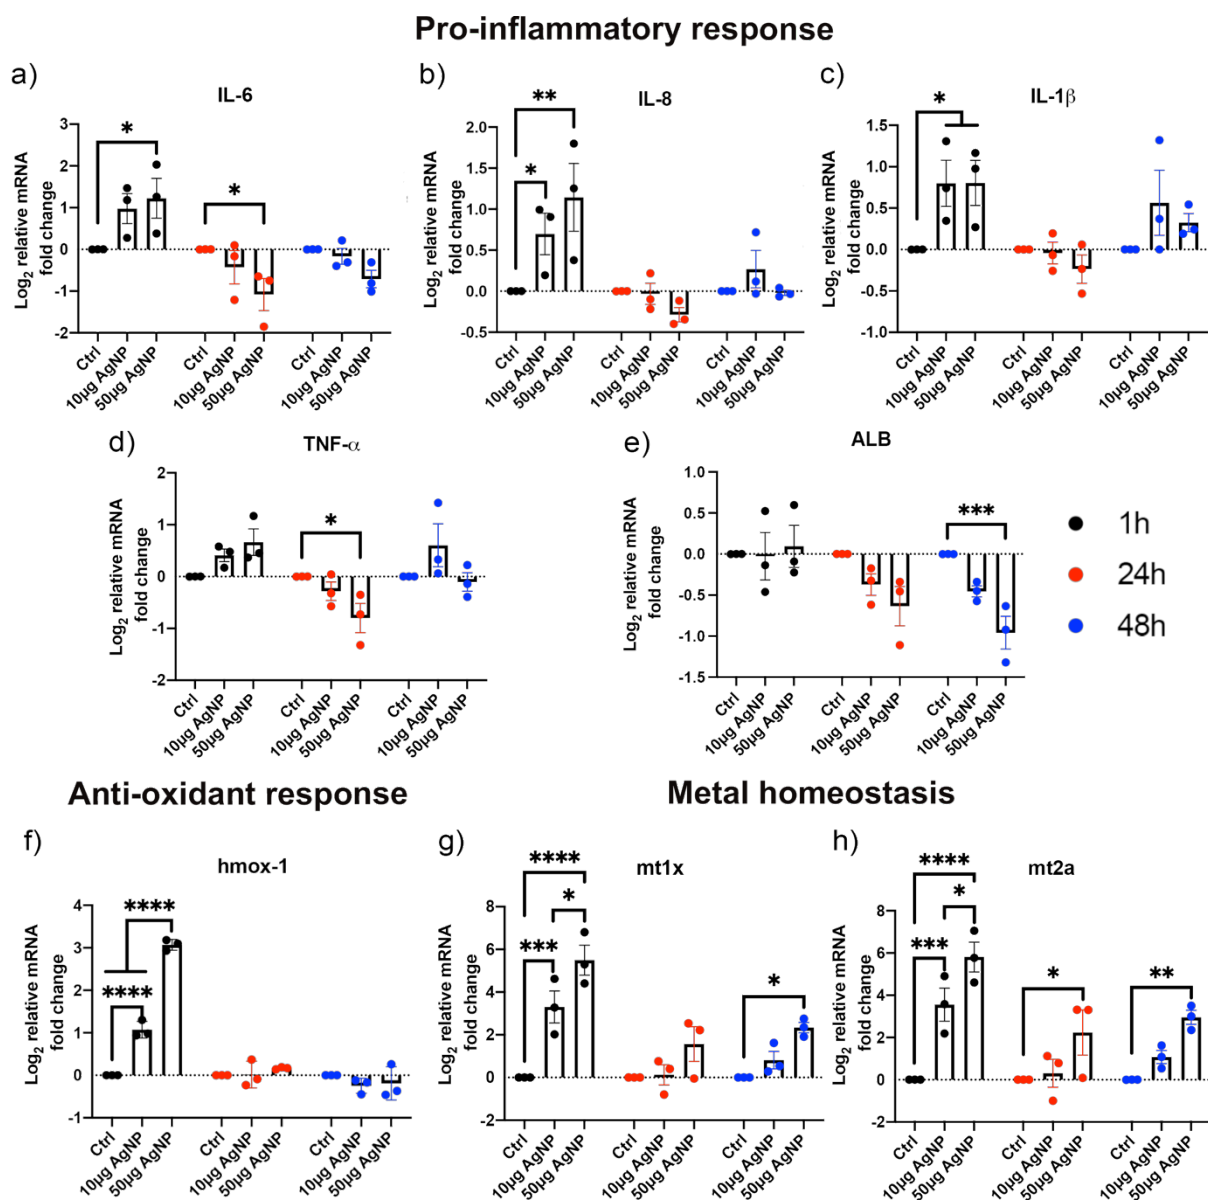 Pro-inflammatory response
a)
IL-6
Log2 relative mRNA
fold change
3
2
1
0
-1
-2
*
*
Ctrl
10μg AgNP
50μg AgNP
Ctrl
10μg AgNP
50μg AgNP
Ctrl
10μg AgNP
50μg AgNP
b)
IL-8
Log2 relative mRNA
fold change
2.0
1.5
1.0
0.5
0.0
-0.5
**
*
Ctrl
10μg AgNP
50μg AgNP
Ctrl
10μg AgNP
50μg AgNP
Ctrl
10μg AgNP
50μg AgNP
c)
IL-1β
Log2 relative mRNA
fold change
1.5
1.0
0.5
0.0
-0.5
-1.0
*
Ctrl
10μg AgNP
50μg AgNP
Ctrl
10μg AgNP
50μg AgNP
Ctrl
10μg AgNP
50μg AgNP
d)
TNF-α
Log2 relative mRNA
fold change
2
1
0
-1
-2
*
Ctrl
10μg AgNP
50μg AgNP
Ctrl
10μg AgNP
50μg AgNP
Ctrl
10μg AgNP
50μg AgNP
e)
ALB
Log2 relative mRNA
fold change
1.0
0.5
0.0
-0.5
-1.0
-1.5
***
Ctrl
10μg AgNP
50μg AgNP
Ctrl
10μg AgNP
50μg AgNP
Ctrl
10μg AgNP
50μg AgNP
1h
24h
48h
Anti-oxidant response
f)
hmox-1
Log2 relative mRNA
fold change
4
3
2
1
0
-1
****
****
Ctrl
10μg AgNP
50μg AgNP
Ctrl
10μg AgNP
50μg AgNP
Ctrl
10μg AgNP
50μg AgNP
Metal homeostasis
g)
mt1x
Log2 relative mRNA
fold change
8
6
4
2
0
-2
****
*
***
*
Ctrl
10μg AgNP
50μg AgNP
Ctrl
10μg AgNP
50μg AgNP
Ctrl
10μg AgNP
50μg AgNP
h)
mt2a
Log2 relative mRNA
fold change
8
6
4
2
0
-2
****
*
***
*
**
Ctrl
10μg AgNP
50μg AgNP
Ctrl
10μg AgNP
50μg AgNP
Ctrl
10μg AgNP
50μg AgNP